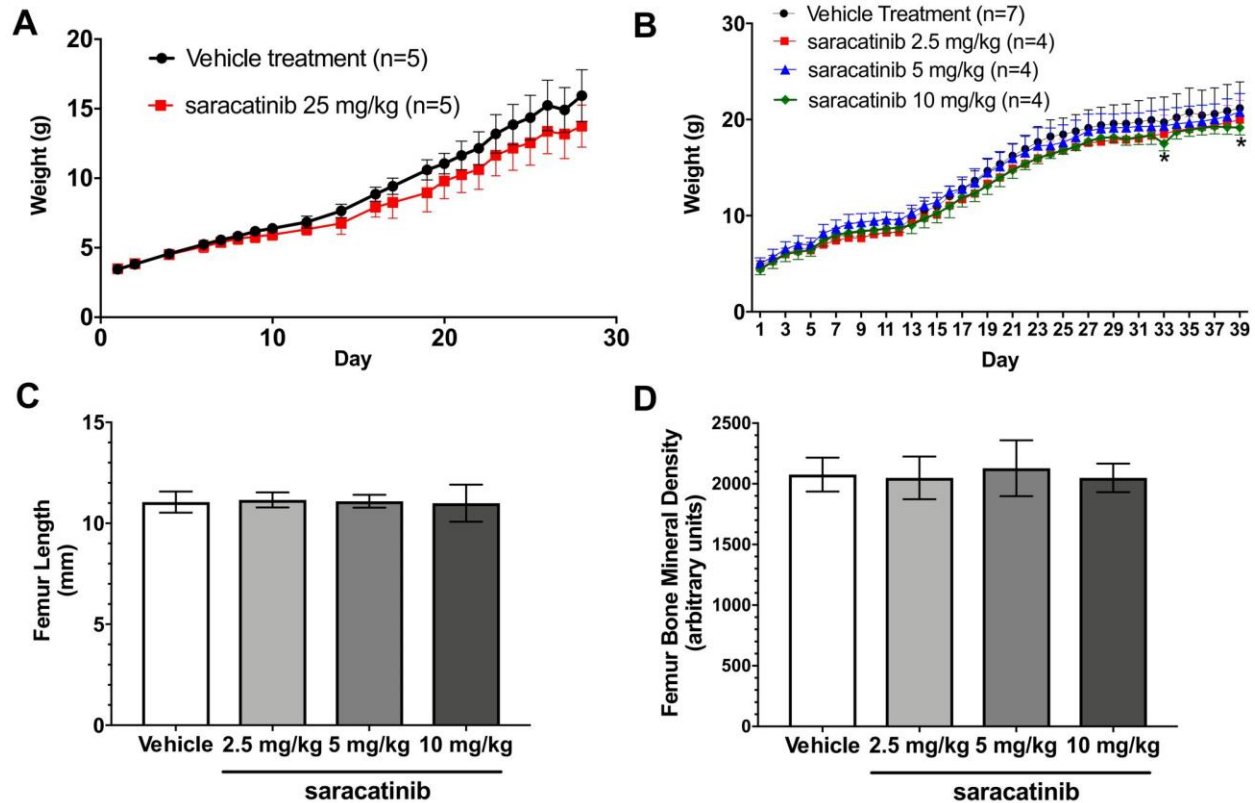 A
20
15
10
5
0
Weight (g)
Vehicle treatment (n=5)
saracatinib 25 mg/kg (n=5)
0
10
20
30
Day
B
30
20
10
0
Weight (g)
Vehicle Treatment (n=7)
saracatinib 2.5 mg/kg (n=4)
saracatinib 5 mg/kg (n=4)
saracatinib 10 mg/kg (n=4)
*
*
1 3 5 7 9 11 13 15 17 19 21 23 25 27 29 31 33 35 37 39
Day
C
15
10
5
0
Femur Length
(mm)
Vehicle 2.5 mg/kg 5 mg/kg 10 mg/kg
saracatinib
D
2500
2000
1500
1000
500
0
Femur Bone Mineral Density
(arbitrary units)
Vehicle 2.5 mg/kg 5 mg/kg 10 mg/kg
saracatinib